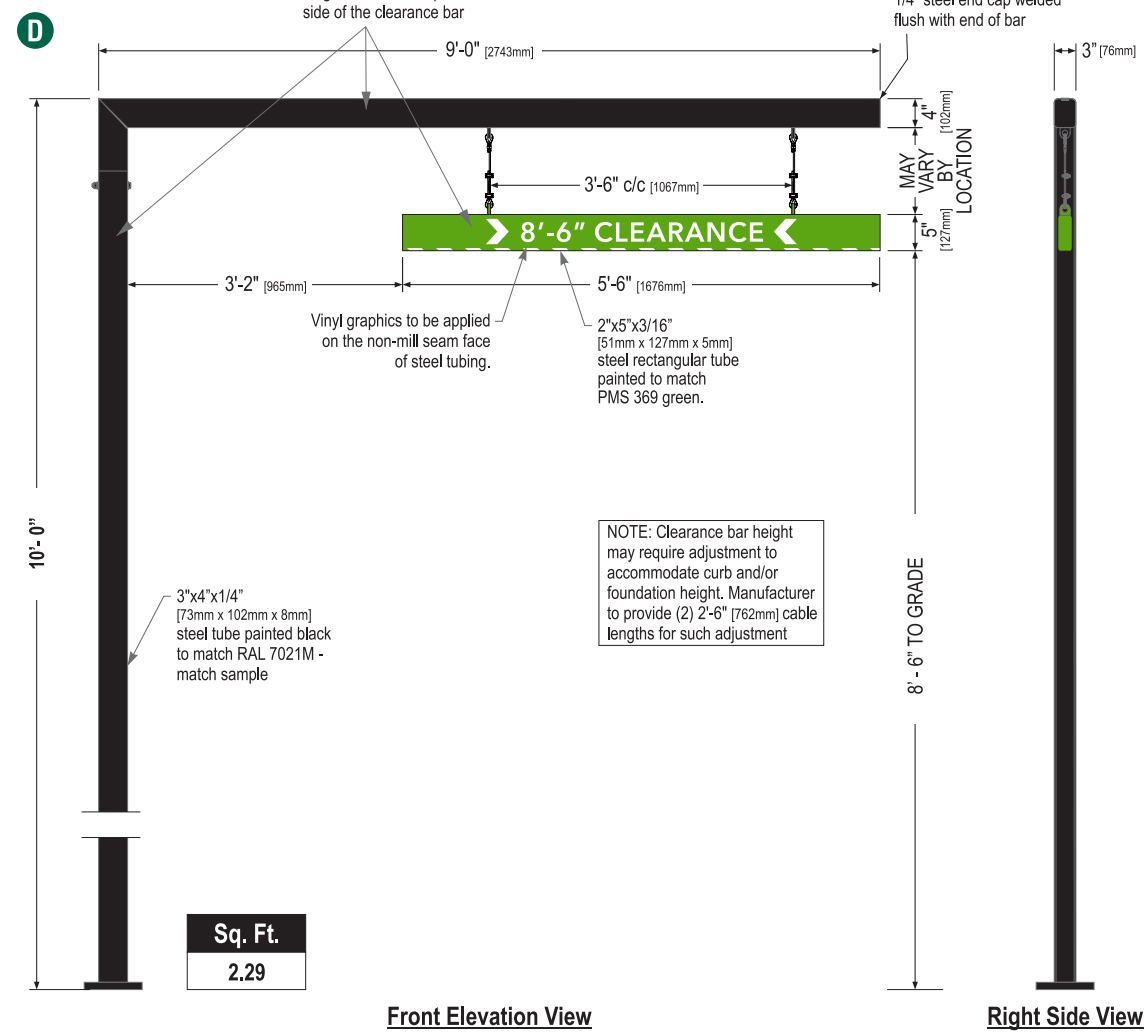 D
side of the clearance bar
1/4" steel end cap welded
flush with end of bar
9'-0" [2743mm]
3" [76mm]
4"
[102mm]
MAY
VARY
BY
LOCATION
3'-6" c/c [1067mm]
8'-6" CLEARANCE
5"
[127mm]
3'-2" [965mm]
5'-6" [1676mm]
Vinyl graphics to be applied
on the non-mill seam face
of steel tubing.
2"x5"x3/16"
[51mm x 127mm x 5mm]
steel rectangular tube
painted to match
PMS 369 green.
10'- 0"
NOTE: Clearance bar height
may require adjustment to
accommodate curb and/or
foundation height. Manufacturer
to provide (2) 2'-6" [762mm] cable
lengths for such adjustment
3"x4"x1/4"
[73mm x 102mm x 8mm]
steel tube painted black
to match RAL 7021M -
match sample
8' - 6" TO GRADE
Sq. Ft.
2.29
Front Elevation View
Right Side View